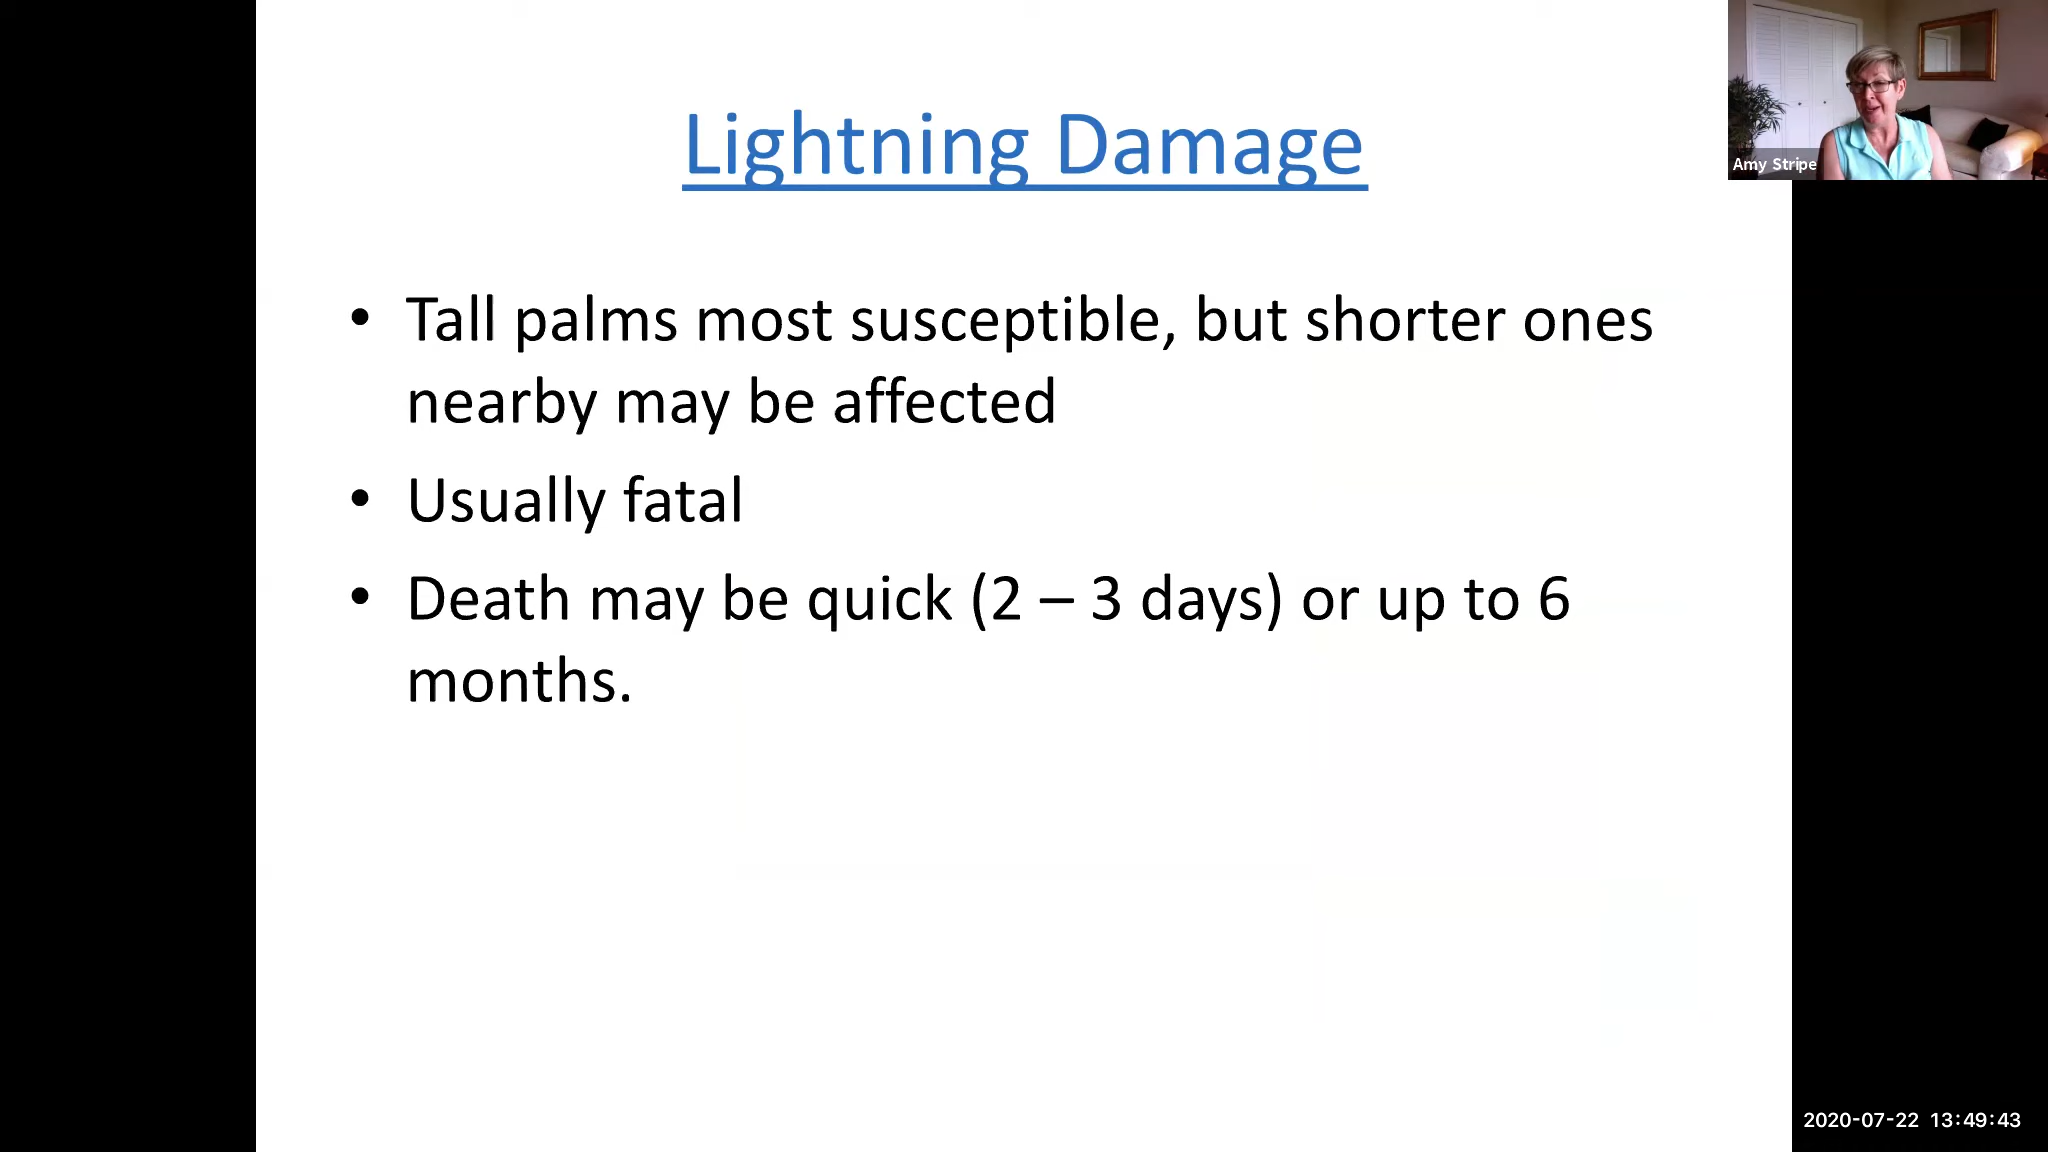 Lightning Damage
Amy Stripe
• Tall palms most susceptible, but shorter ones
nearby may be affected
• Usually fatal
• Death may be quick (2 – 3 days) or up to 6
months.
2020-07-22 13:49:43